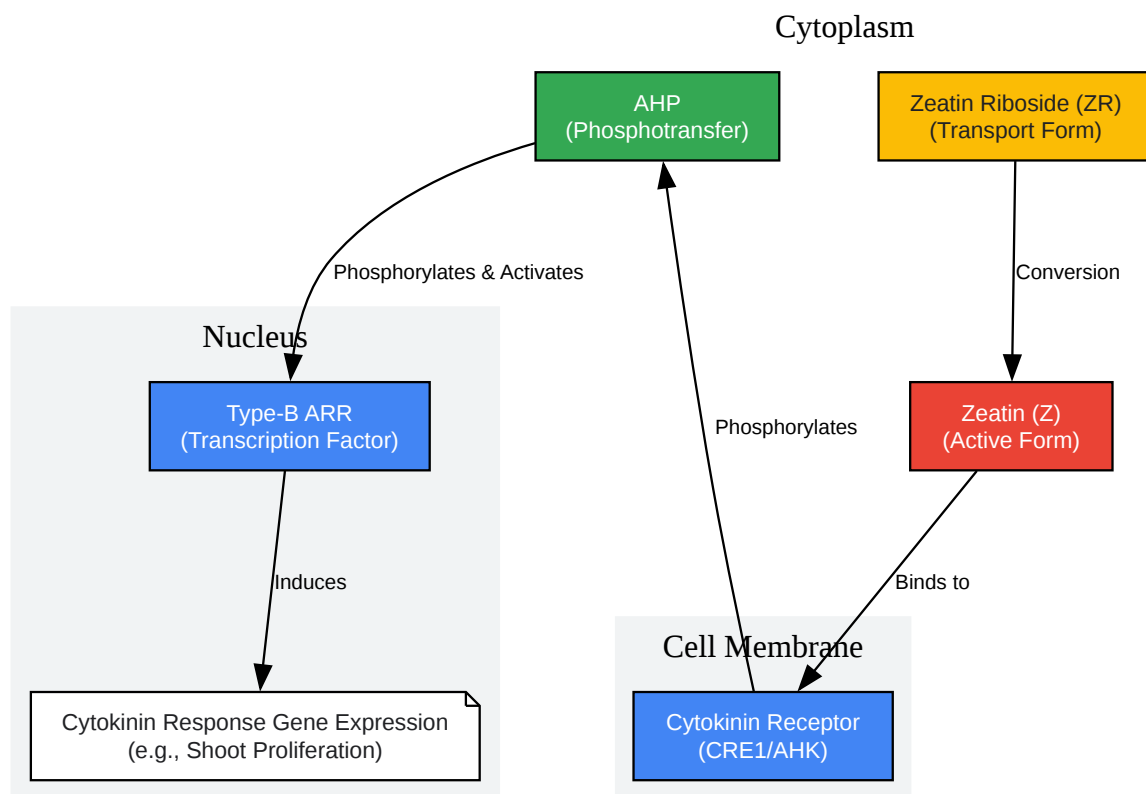 Cytoplasm
AHP
(Phosphotransfer)
Zeatin Riboside (ZR)
(Transport Form)
Phosphorylates & Activates
Conversion
Nucleus
Type-B ARR
(Transcription Factor)
Phosphorylates
Zeatin (Z)
(Active Form)
Induces
Binds to
Cell Membrane
Cytokinin Response Gene Expression
(e.g., Shoot Proliferation)
Cytokinin Receptor
(CRE1/AHK)